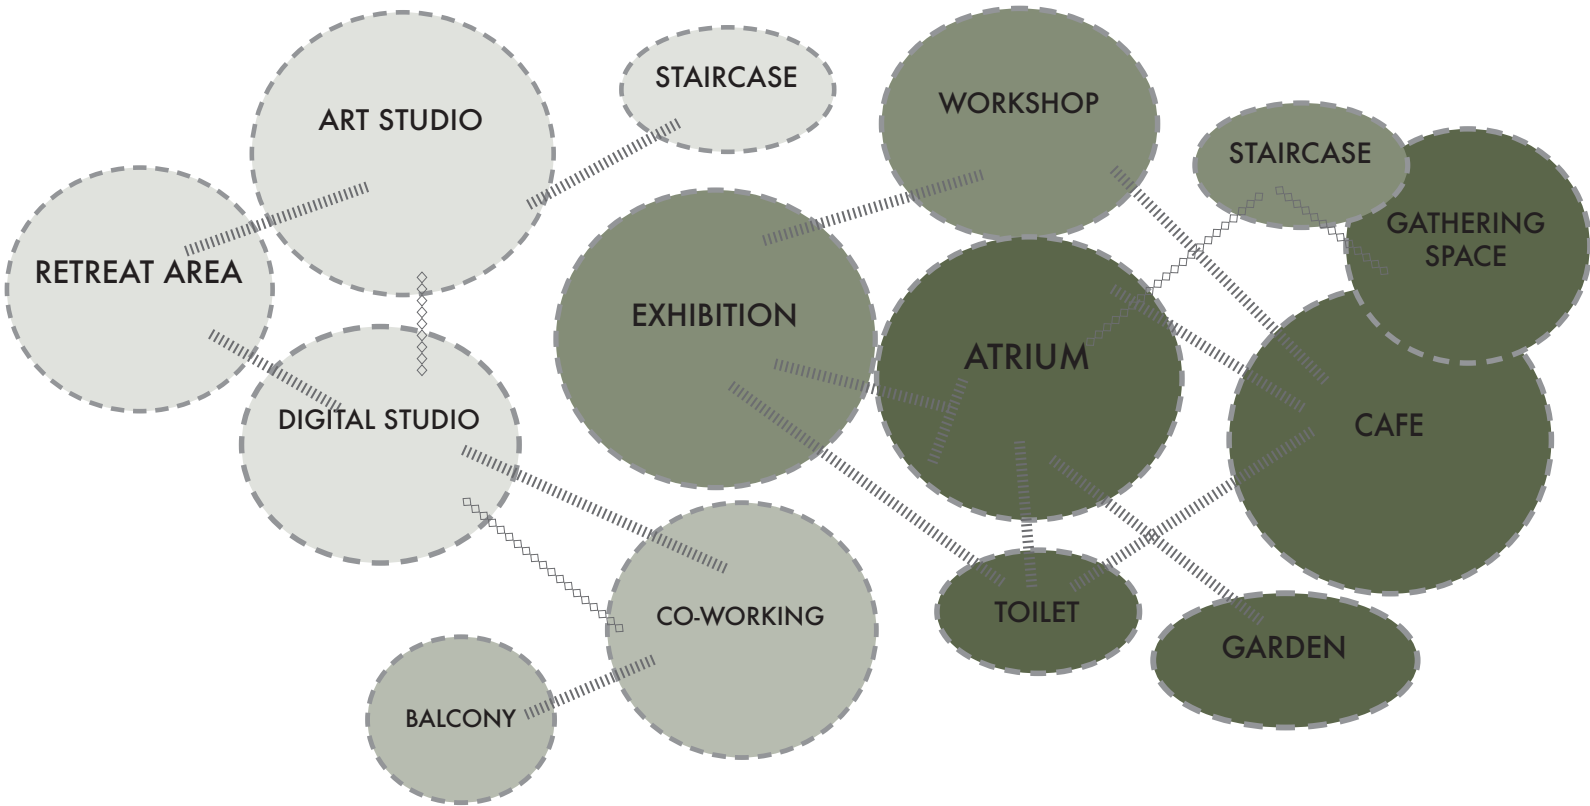 STAIRCASE
WORKSHOP
ART STUDIO
STAIRCASE
GATHERING
SPACE
RETREAT AREA
EXHIBITION
ATRIUM
DIGITAL STUDIO
CAFE
CO-WORKING
TOILET
GARDEN
BALCONY